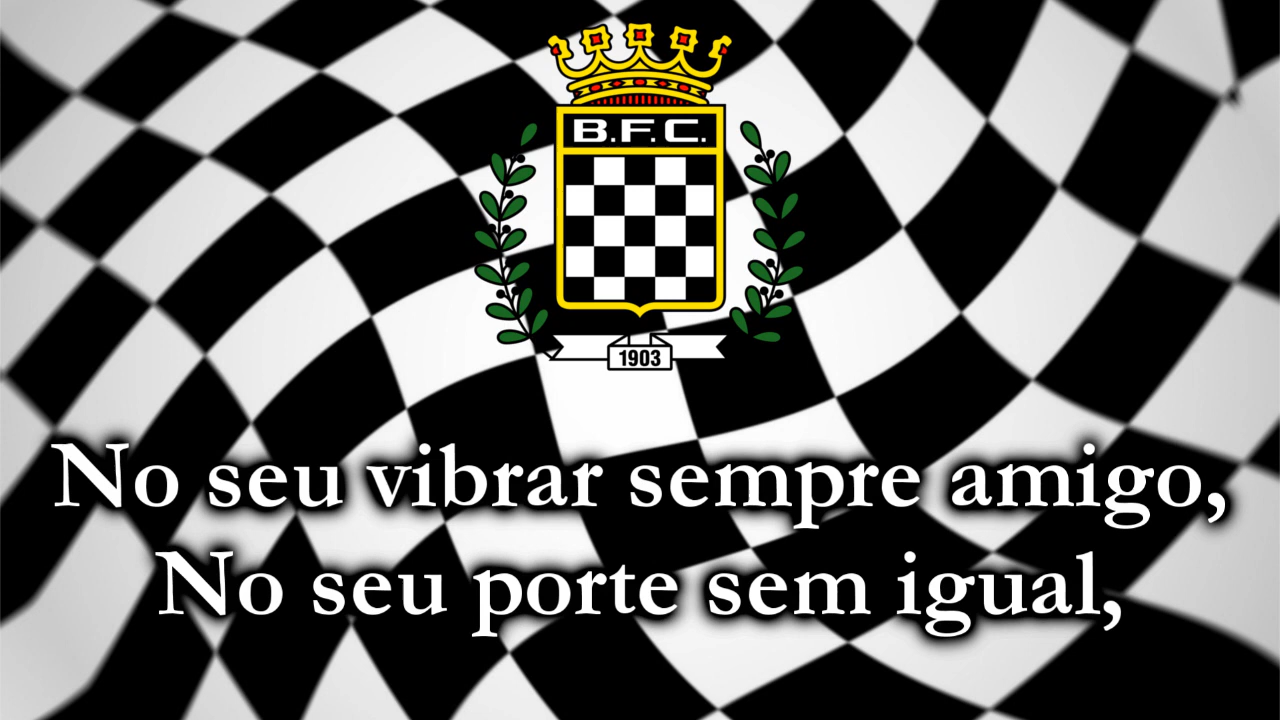 B.F.C.
1903
No seu vibrar sempre amigo,
No seu porte sem igual,